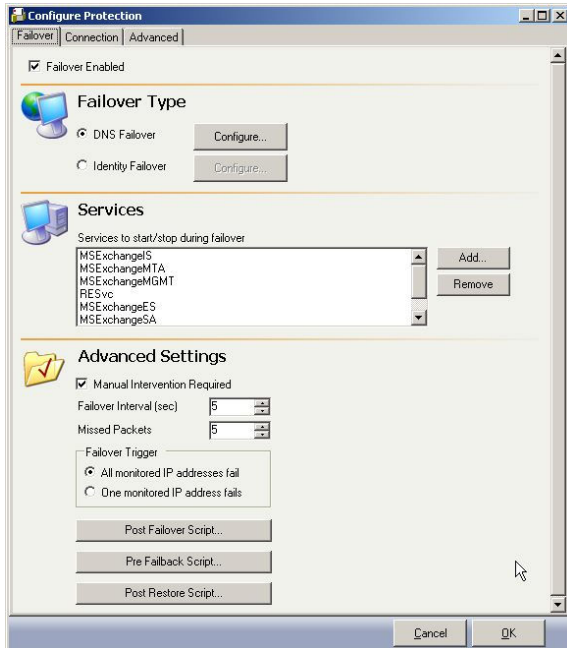 Configure Protection
Failover Connection Advanced
Failover Enabled
Failover Type
DNS Failover Configure...
Identity Failover Configure...
Services
Services to start/stop during failover
MSExchangeIS
MSExchangeMTA
MSExchangeMGMT
RESvc
MSExchangeES
MSExchangeSA
Add...
Remove
Advanced Settings
Manual Intervention Required
Failover Interval (sec) 5
Missed Packets 5
Failover Trigger
All monitored IP addresses fail
One monitored IP address fails
Post Failover Script...
Pre Failback Script...
Post Restore Script...
Cancel OK